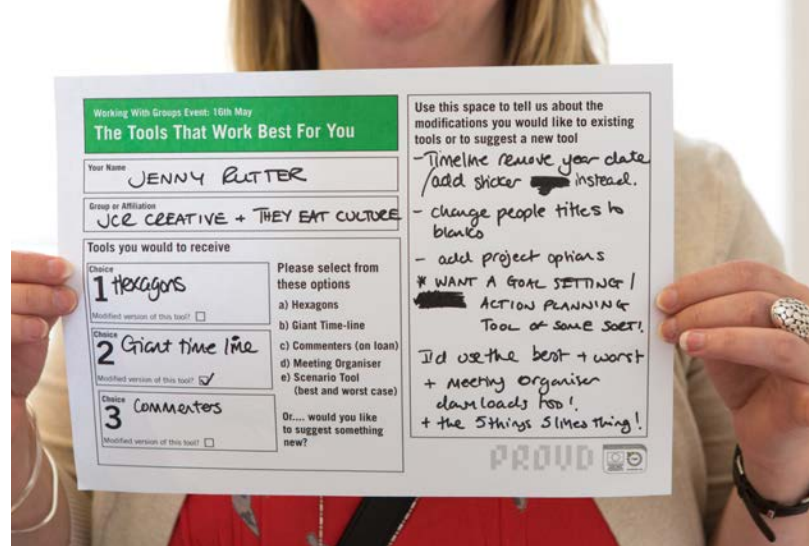 Working With Groups Event: 16th May
The Tools That Work Best For You
Your Name
JENNY RUTTER
Group or Affiliation
JCR CREATIVE + THEY EAT CULTURE
Tools you would to receive
Choice
1 Hexagons
Modified version of this tool?
Choice
2 Giant time line
Modified version of this tool?
Choice
3 Commenters
Modified version of this tool?
Please select from
these options
a) Hexagons
b) Giant Time-line
c) Commenters (on loan)
d) Meeting Organiser
e) Scenario Tool
(best and worst case)
Or.... would you like
to suggest something
new?
Use this space to tell us about the
modifications you would like to existing
tools or to suggest a new tool
- Timeline remove year date
/add sticker instead.
- change people titles to
blanks
- add project options
* WANT A GOAL SETTING /
ACTION PLANNING
TOOL OF SOME SORT!
I'd use the best + worst
+ meeting organiser
downloads too!
+ the 5 things 5 lines thing!
PROUD